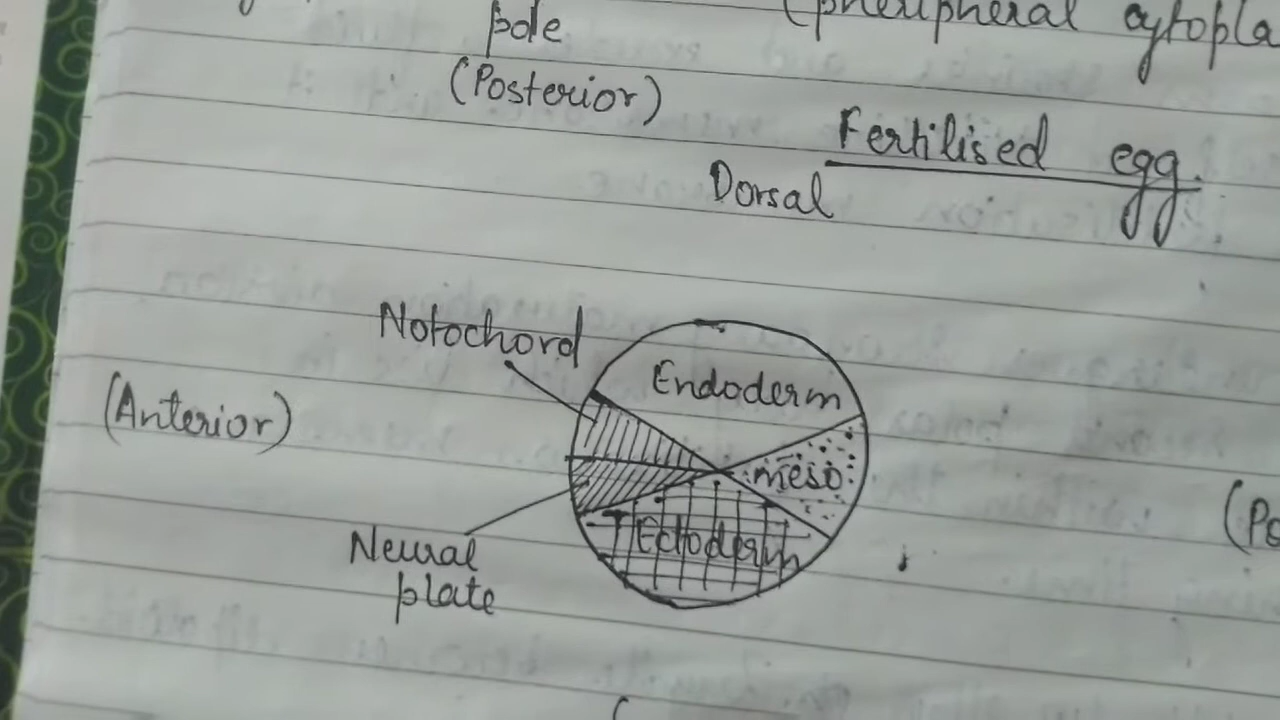 pole
(Posterior)
Fertilised egg.
Dorsal
Notochord
Endoderm
(Anterior)
meso
Ectoderm
Neural
plate